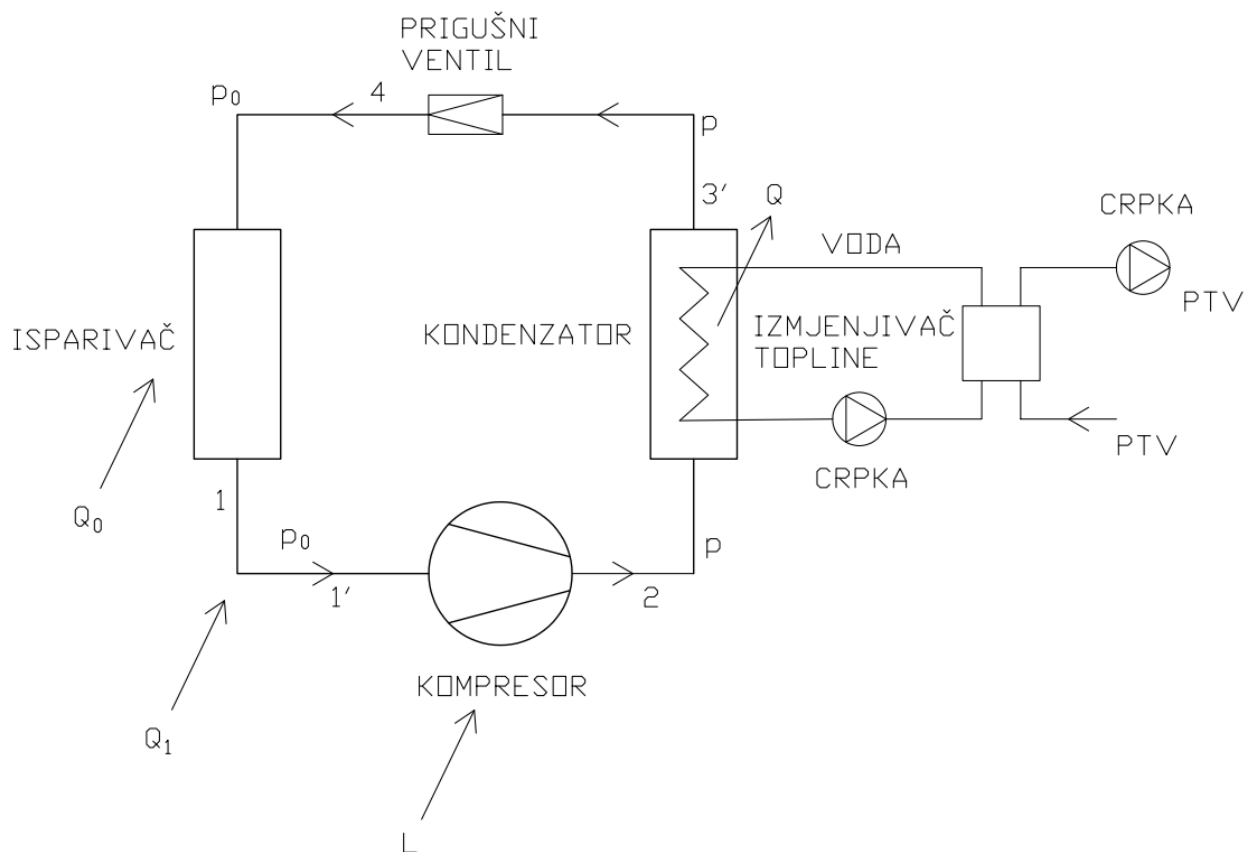 PRIGUŠNI
VENTIL
p₀
4
p
3'
Q
CRPKA
VODA
PTV
ISPARIVAČ
KONDENZATOR
IZMJENJIVAČ
TOPLINE
PTV
CRPKA
Q₀
1
p₀
p
1'
2
KOMPRESOR
Q₁
L